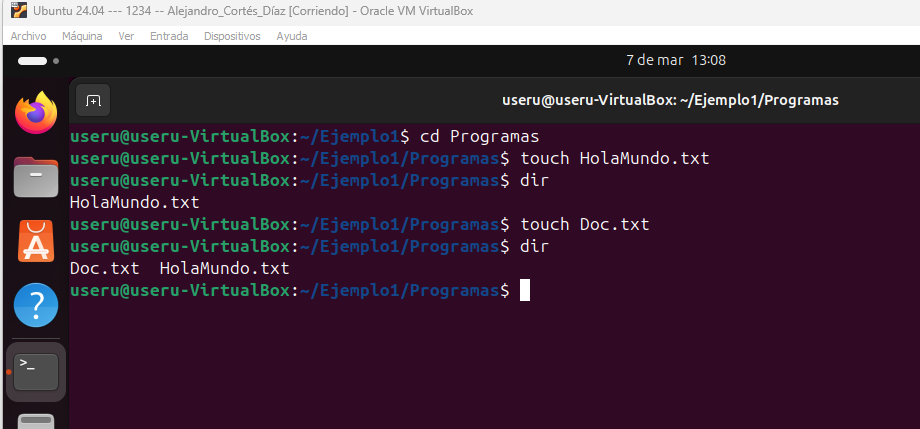 Ubuntu 24.04 --- 1234 -- Alejandro_Cortés_Díaz [Corriendo] - Oracle VM VirtualBox
Archivo Máquina Ver Entrada Dispositivos Ayuda
7 de mar 13:08
useru@useru-VirtualBox: ~/Ejemplo1/Programas
useru@useru-VirtualBox:~/Ejemplo1$ cd Programas
useru@useru-VirtualBox:~/Ejemplo1/Programas$ touch HolaMundo.txt
useru@useru-VirtualBox:~/Ejemplo1/Programas$ dir
HolaMundo.txt
useru@useru-VirtualBox:~/Ejemplo1/Programas$ touch Doc.txt
useru@useru-VirtualBox:~/Ejemplo1/Programas$ dir
Doc.txt  HolaMundo.txt
useru@useru-VirtualBox:~/Ejemplo1/Programas$